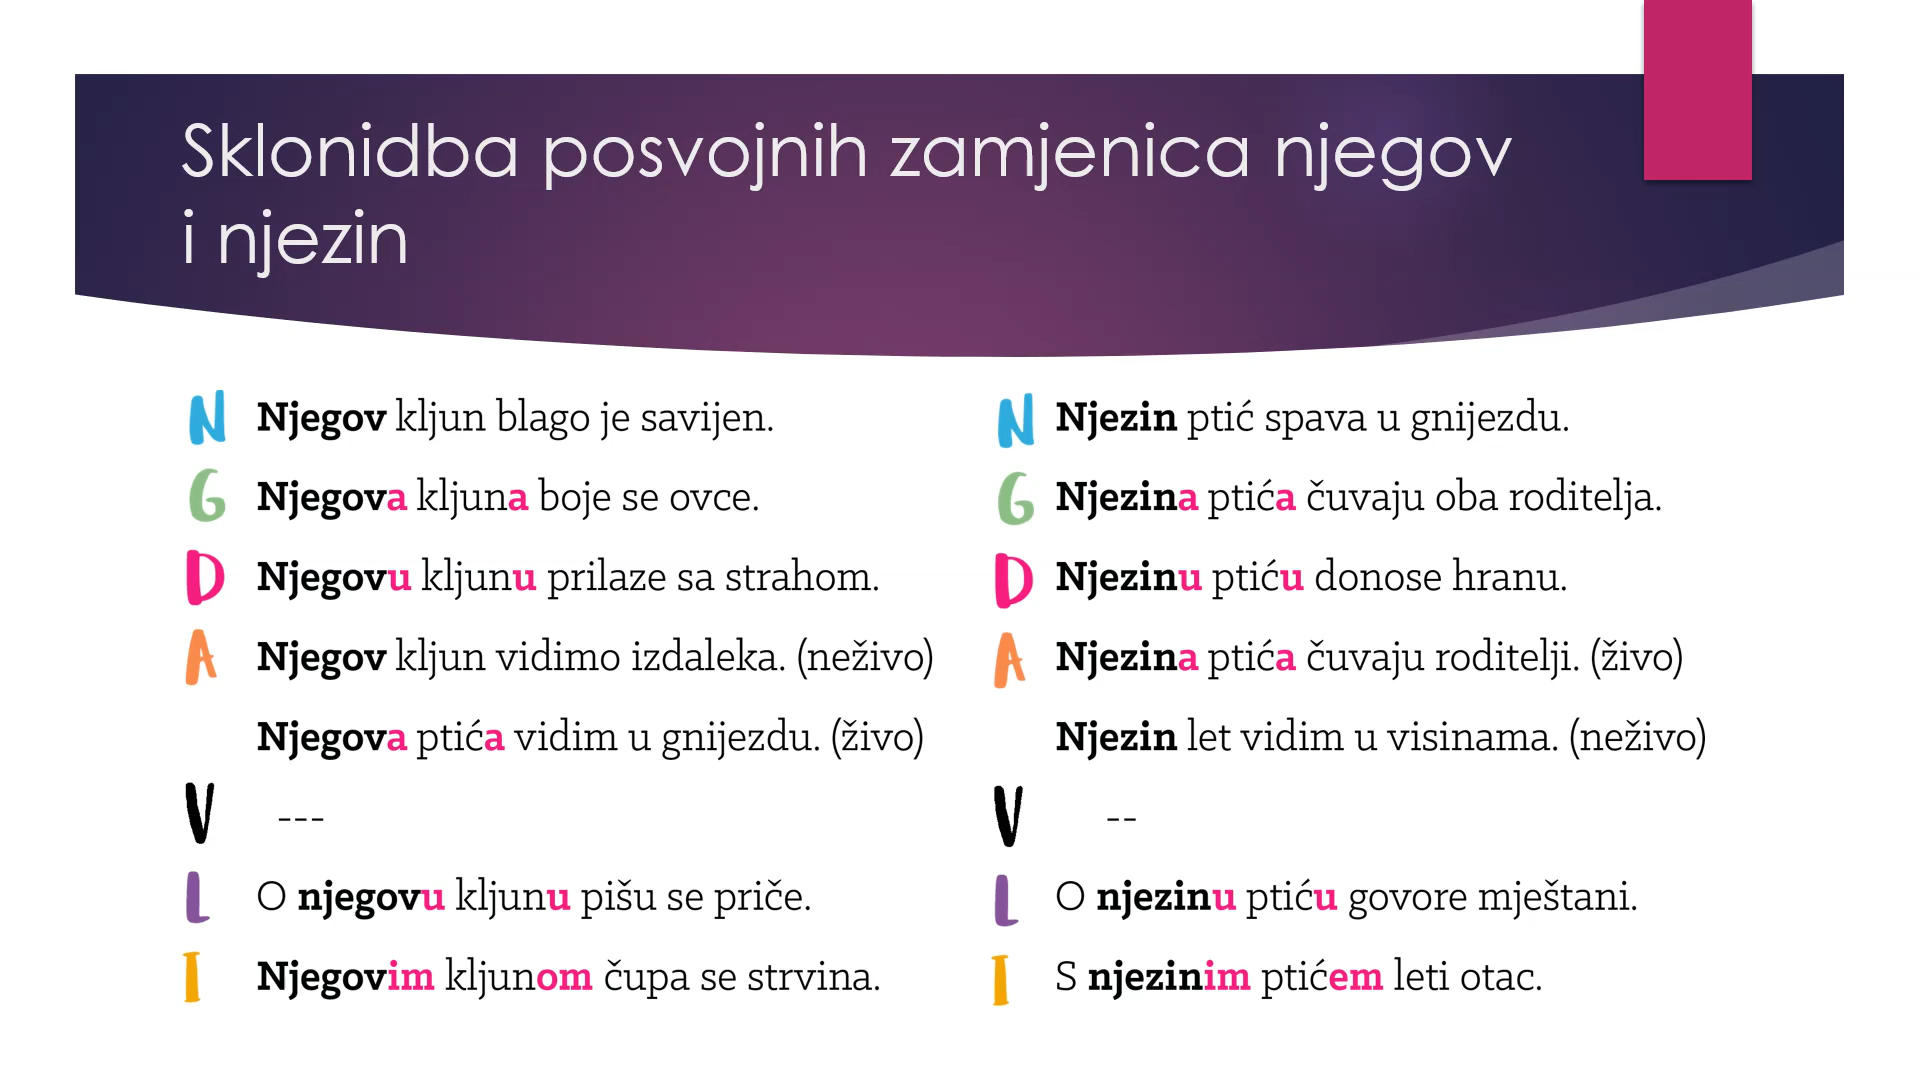 Sklonidba posvojnih zamjenica njegov
i njezin
N Njegov kljun blago je savijen.
G Njegova kljuna boje se ovce.
D Njegovu kljunu prilaze sa strahom.
A Njegov kljun vidimo izdaleka. (neživo)
Njegova ptića vidim u gnijezdu. (živo)
V ---
L O njegovu kljunu pišu se priče.
I Njegovim kljunom čupa se strvina.
N Njezin ptić spava u gnijezdu.
G Njezina ptića čuvaju oba roditelja.
D Njezinu ptiću donose hranu.
A Njezina ptića čuvaju roditelji. (živo)
Njezin let vidim u visinama. (neživo)
V --
L O njezinu ptiću govore mještani.
I S njezinim ptićem leti otac.